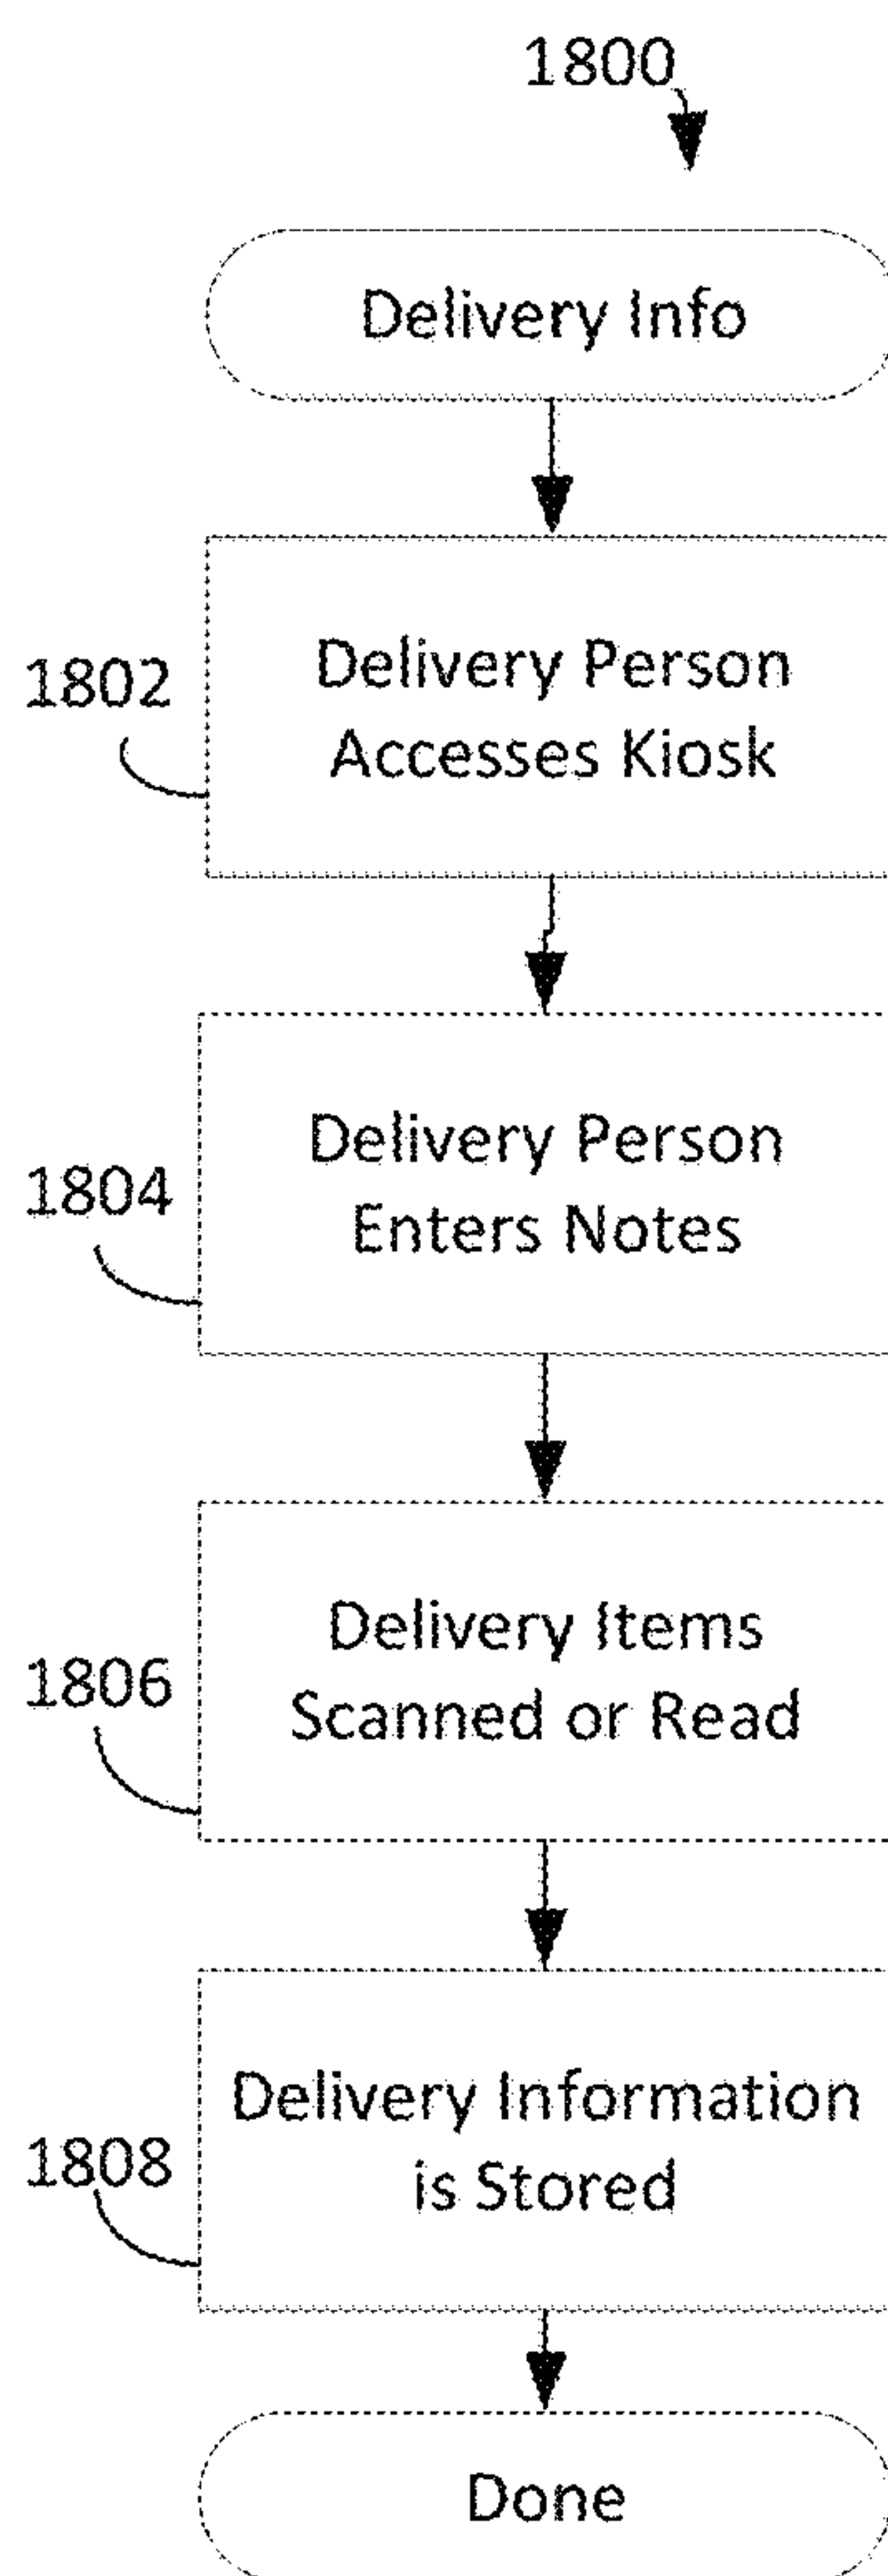 1800
Delivery Info
1802
Delivery Person
Accesses Kiosk
1804
Delivery Person
Enters Notes
1806
Delivery Items
Scanned or Read
1808
Delivery Information
is Stored
Done